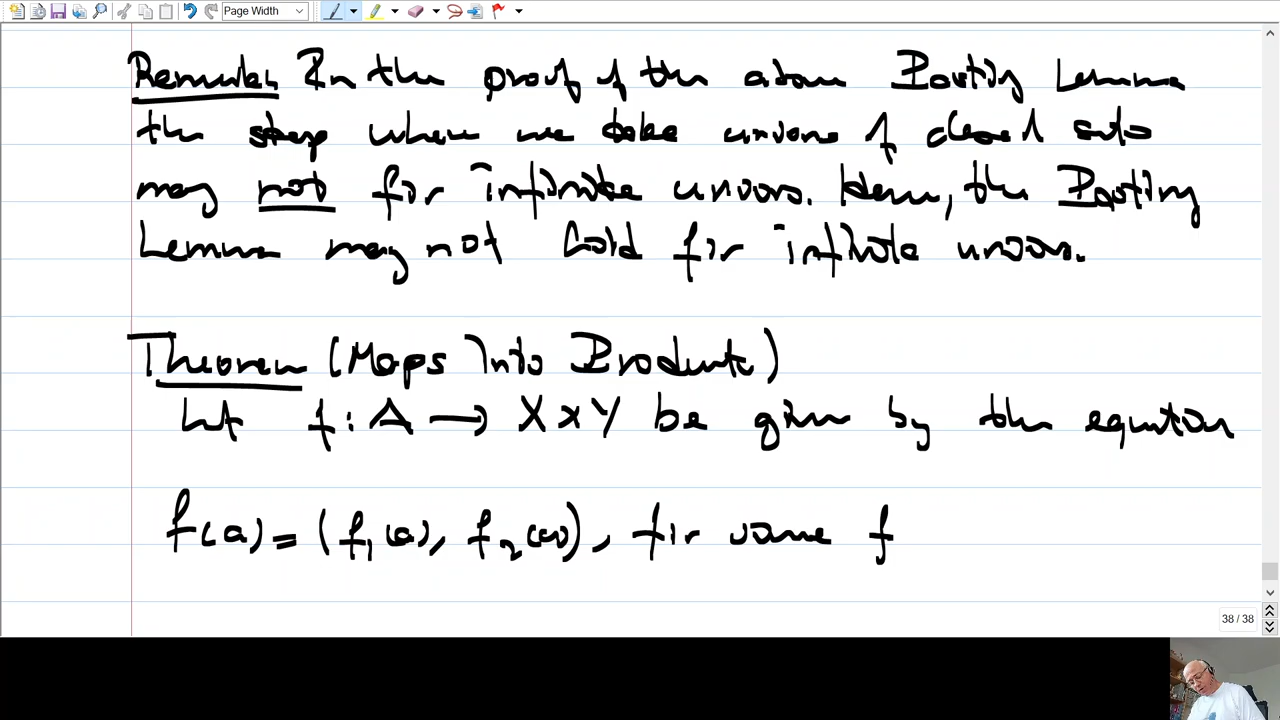 Page Width
Remark: In the proof of the above Pasting Lemma
the step where we take unions of closed sets
may not for infinite unions. Hence, the Pasting
Lemma may not hold for infinite unions.
Theorem (Maps Into Products)
Let f : A → X x Y be given by the equation
f(a) = (f₁(a), f₂(a)), for some f
38 / 38